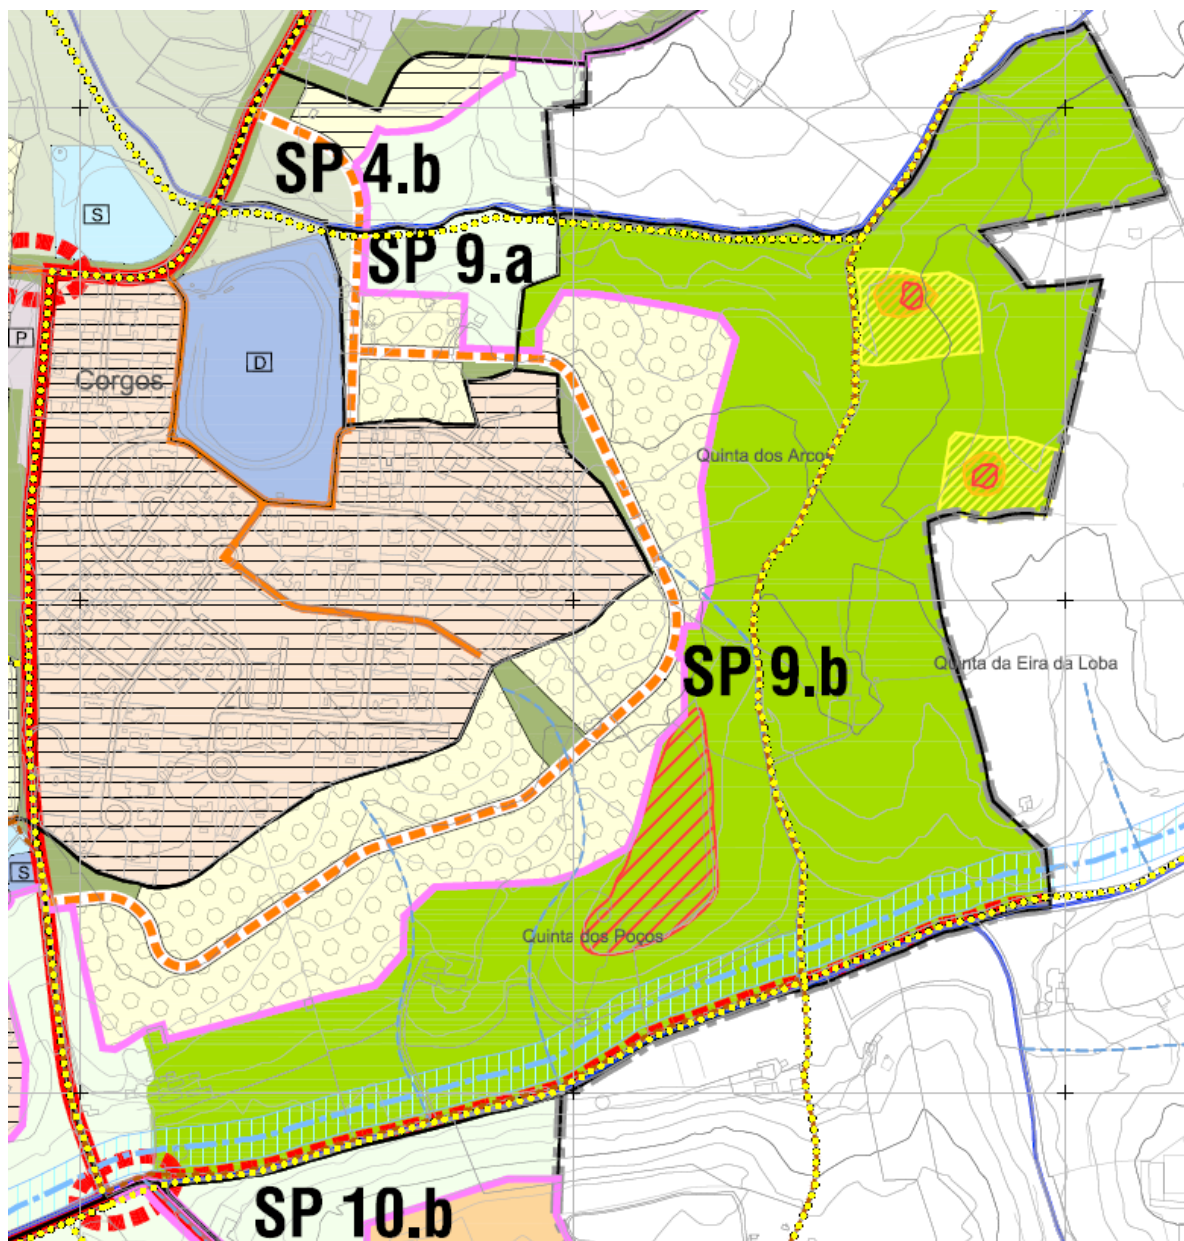 SP 4.b
S
SP 9.a
P
D
Corgos
Quinta dos Arcos
Quinta da Eira da Loba
SP 9.b
S
Quinta dos Poços
SP 10.b